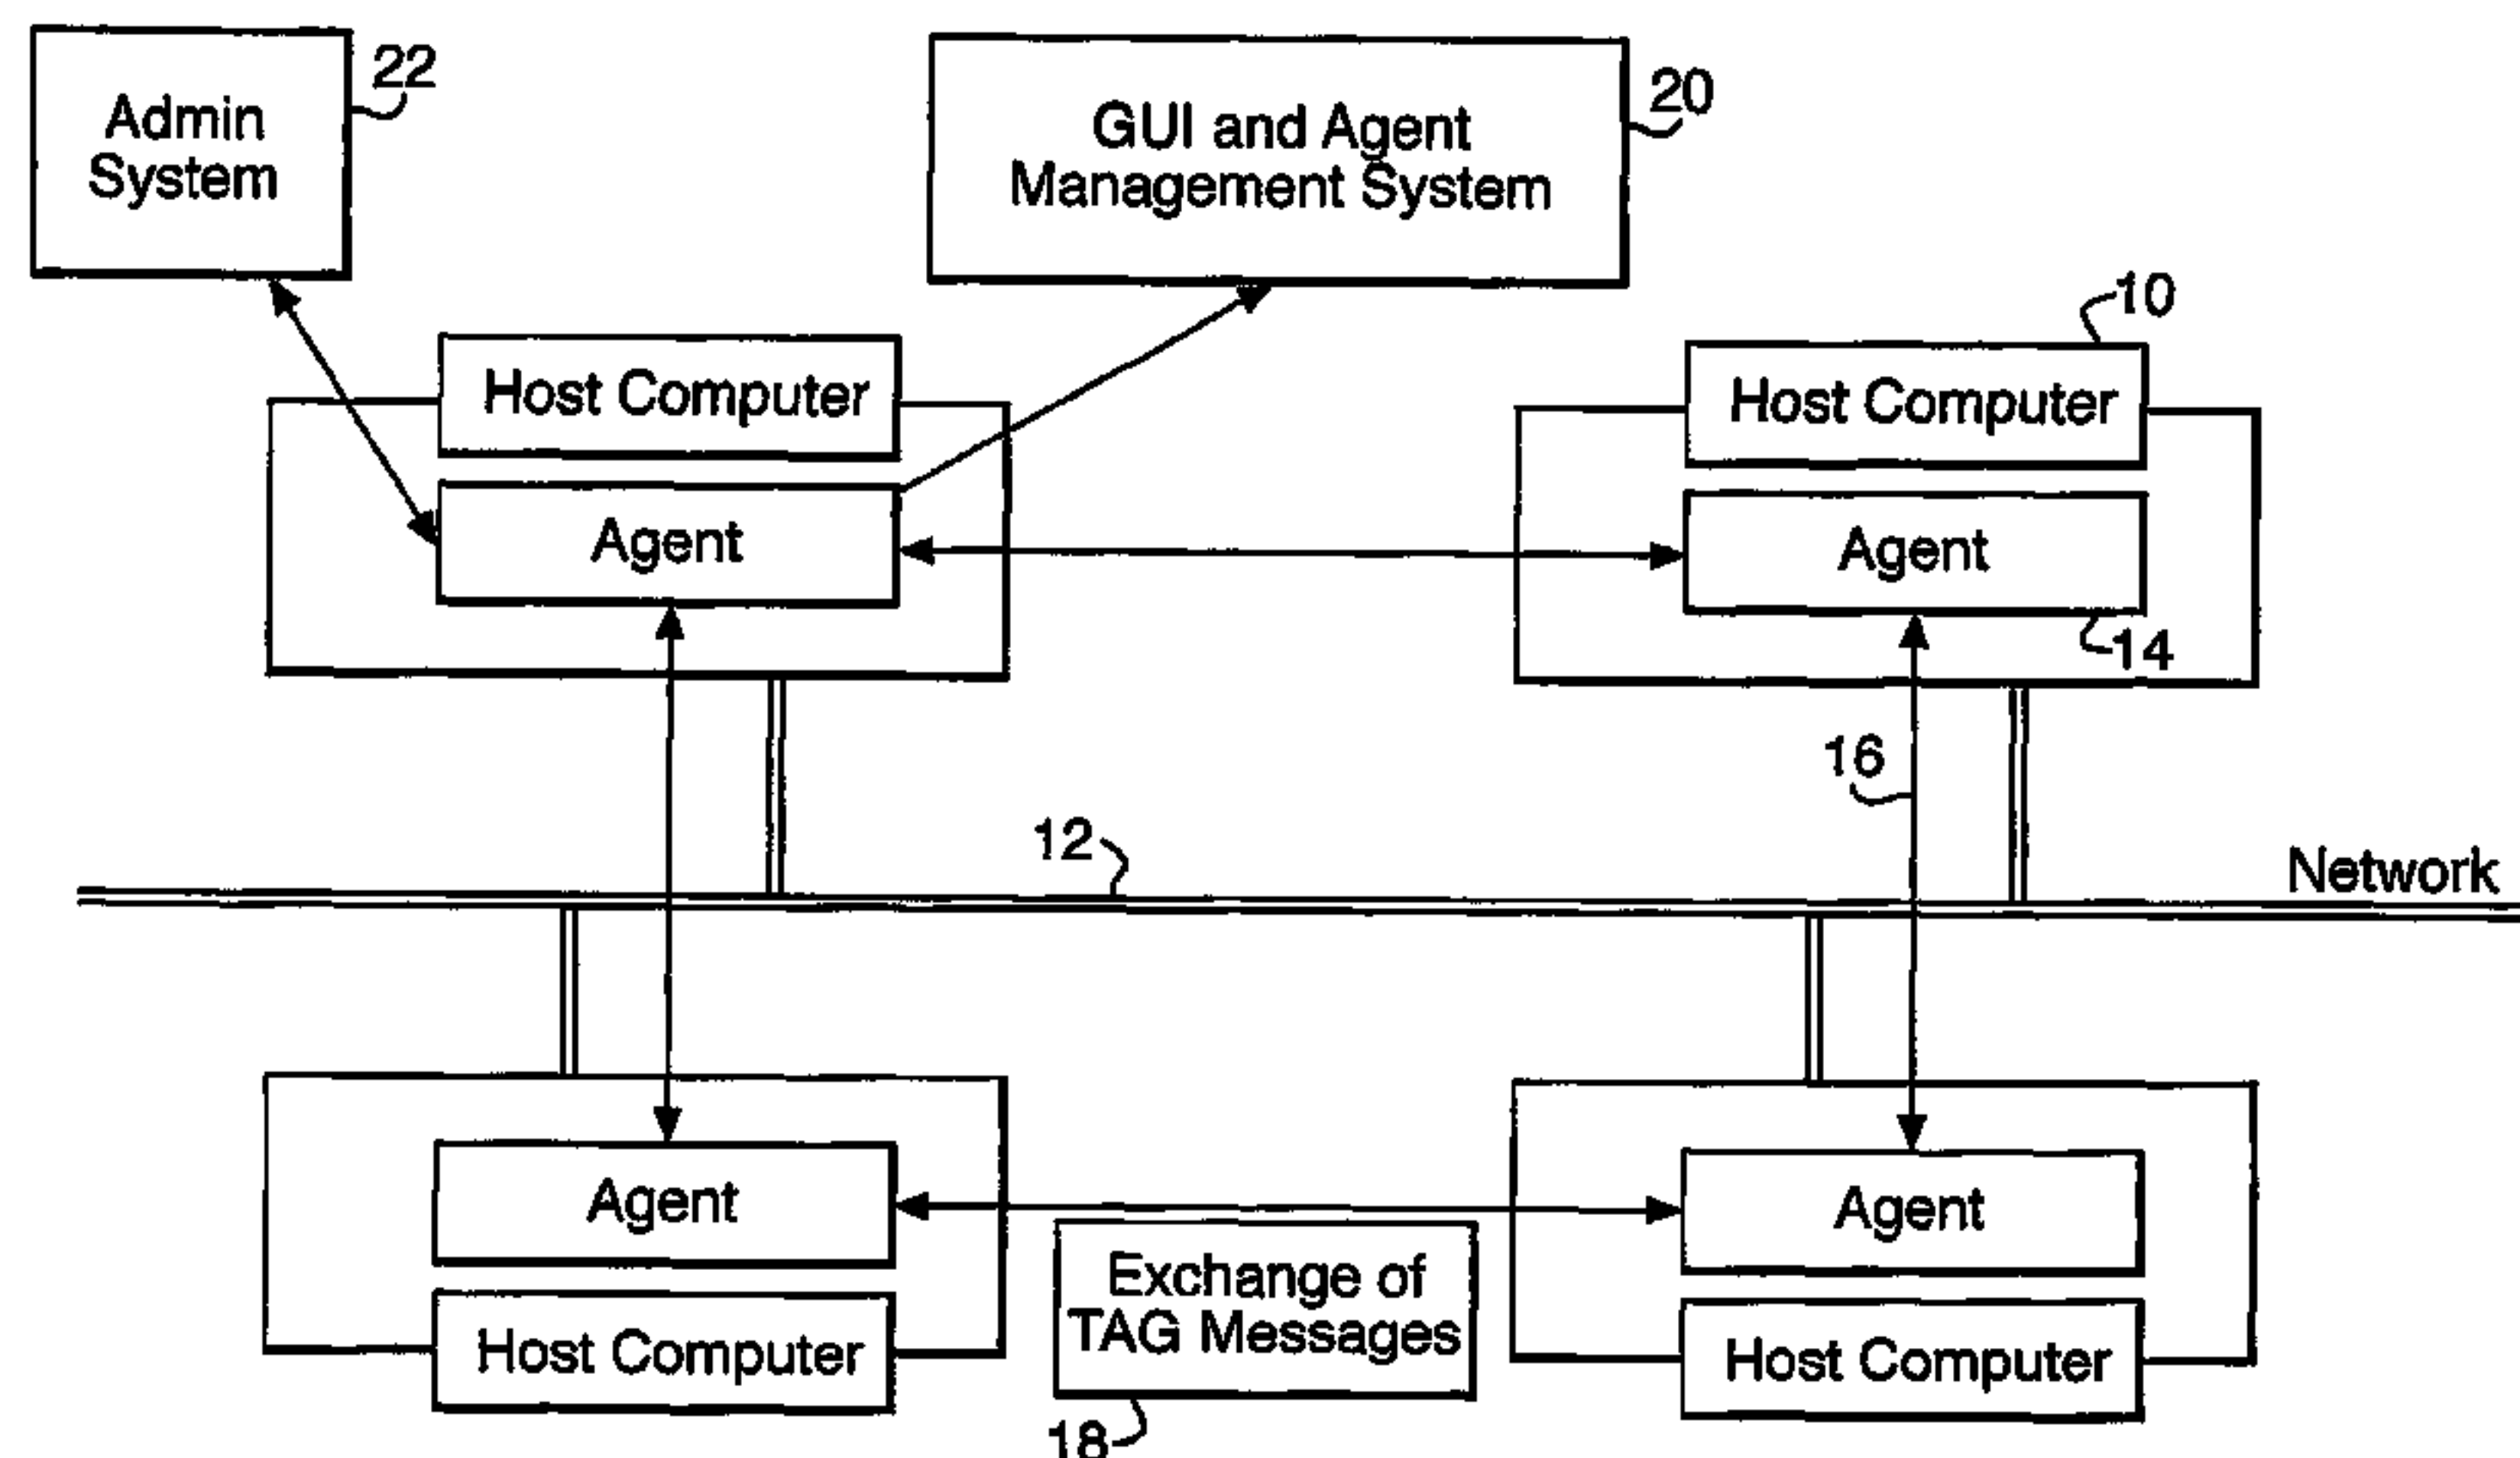 22
Admin
System
20
GUI and Agent
Management System
10
Host Computer
Host Computer
Agent
Agent
14
16
12
Network
Agent
Agent
Exchange of
TAG Messages
Host Computer
Host Computer
18